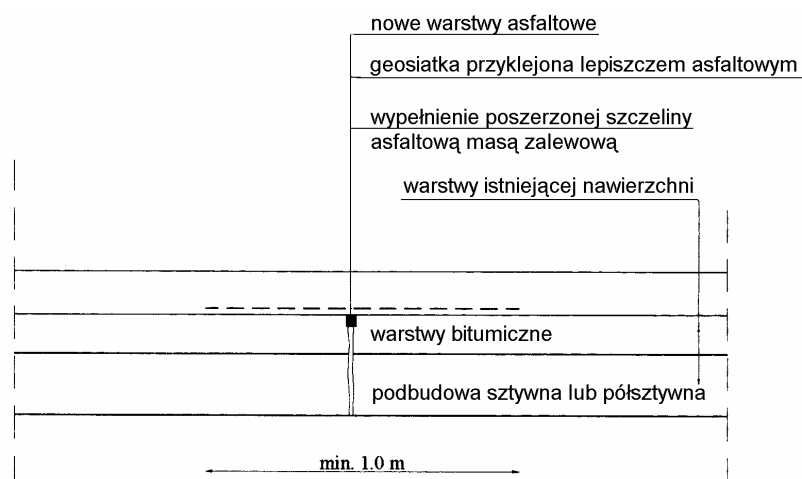 nowe warstwy asfaltowe
geosiatka przyklejona lepiszczem asfaltowym
wypełnienie poszerzonej szczeliny
asfaltową masą zalewową
warstwy istniejącej nawierzchni
warstwy bitumiczne
podbudowa sztywna lub półsztywna
min. 1.0 m